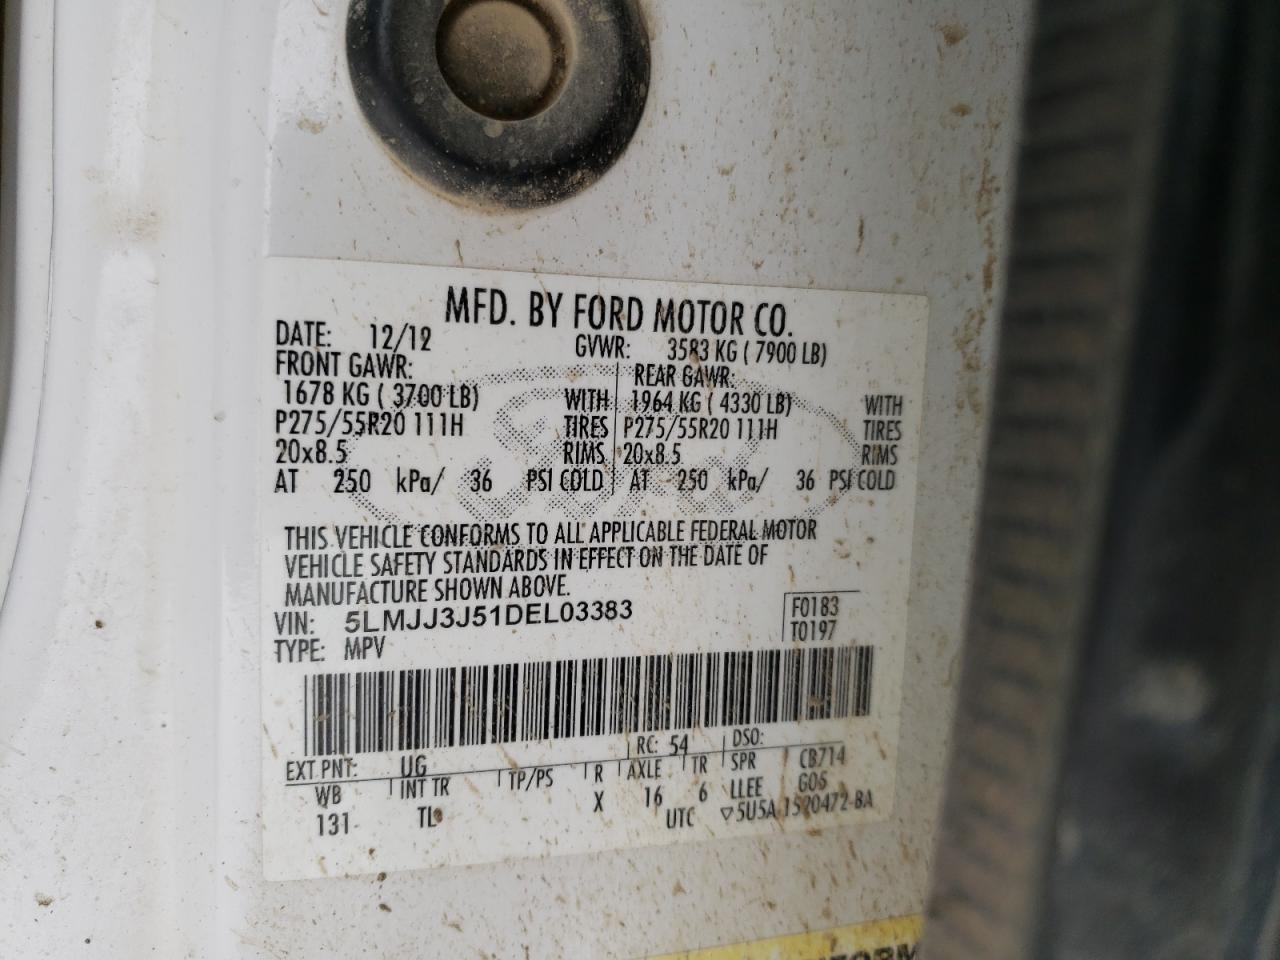 MFD. BY FORD MOTOR CO.
DATE: 12/12 GVWR: 3583 KG ( 7900 LB)
FRONT GAWR: REAR GAWR:
1678 KG ( 3700 LB) WITH 1964 KG ( 4330 LB) WITH
P275/55R20 111H TIRES P275/55R20 111H TIRES
20x8.5 RIMS 20x8.5 RIMS
AT 250 kPa/ 36 PSI COLD AT 250 kPa/ 36 PSI COLD
THIS VEHICLE CONFORMS TO ALL APPLICABLE FEDERAL MOTOR
VEHICLE SAFETY STANDARDS IN EFFECT ON THE DATE OF
MANUFACTURE SHOWN ABOVE.
VIN: 5LMJJ3J51DEL03383 F0183
TYPE: MPV T0197
EXT PNT: UG RC: 54 DSO:
WB INT TR TP/PS R AXLE TR SPR CB714
131 TL X 16 6 LLEE G06
UTC ▽5U5A 1520472-BA